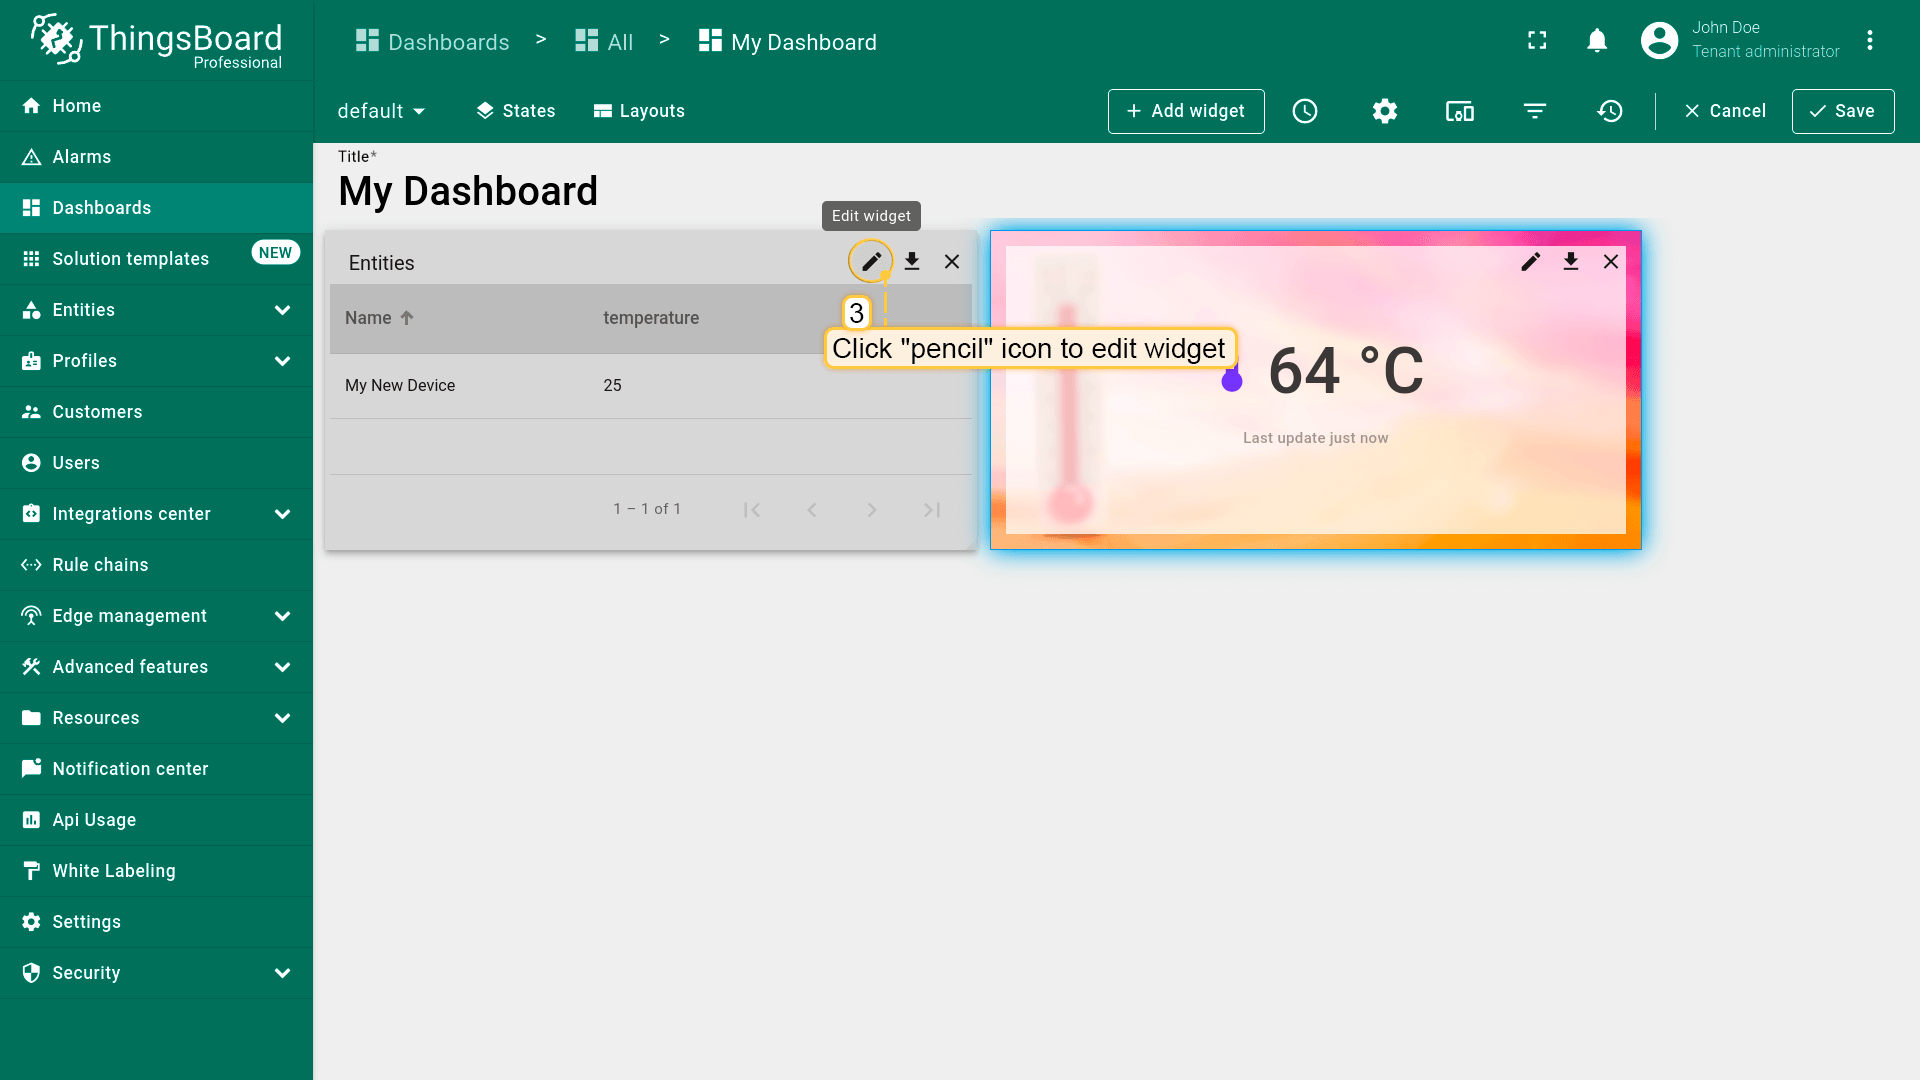 ThingsBoard
Professional
Dashboards > All > My Dashboard
John Doe
Tenant administrator
Home
Alarms
Dashboards
Solution templates NEW
Entities
Profiles
Customers
Users
Integrations center
Rule chains
Edge management
Advanced features
Resources
Notification center
Api Usage
White Labeling
Settings
Security
default States Layouts + Add widget Cancel Save
Title*
My Dashboard
Edit widget
Entities
Name temperature
3
Click "pencil" icon to edit widget
My New Device 25
1 – 1 of 1
64 °C
Last update just now